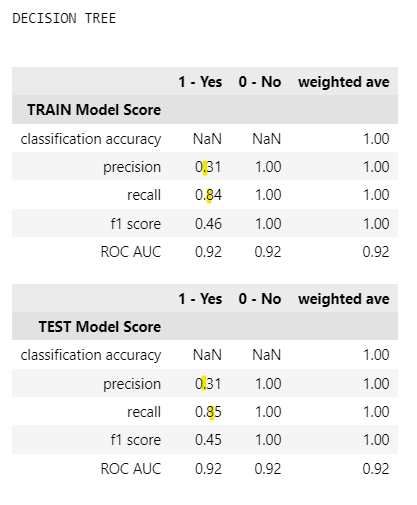 DECISION TREE
1 - Yes 0 - No weighted ave
TRAIN Model Score
classification accuracy NaN NaN 1.00
precision 0.31 1.00 1.00
recall 0.84 1.00 1.00
f1 score 0.46 1.00 1.00
ROC AUC 0.92 0.92 0.92
1 - Yes 0 - No weighted ave
TEST Model Score
classification accuracy NaN NaN 1.00
precision 0.31 1.00 1.00
recall 0.85 1.00 1.00
f1 score 0.45 1.00 1.00
ROC AUC 0.92 0.92 0.92